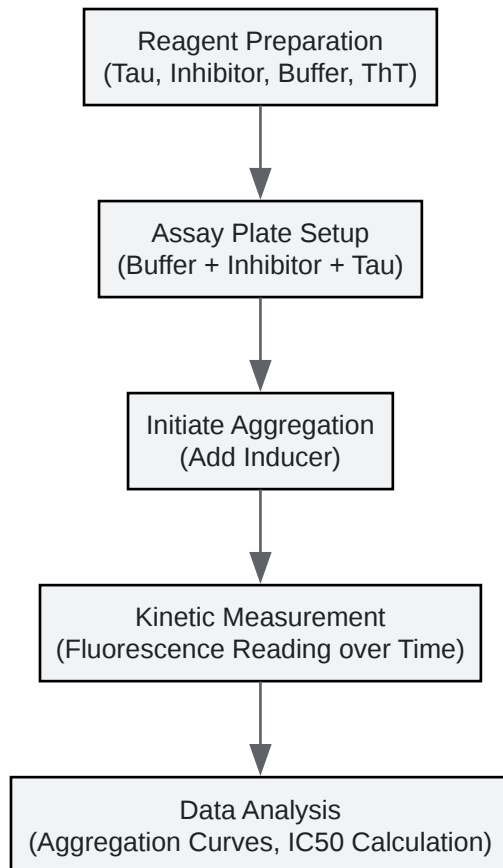 Reagent Preparation
(Tau, Inhibitor, Buffer, ThT)
Assay Plate Setup
(Buffer + Inhibitor + Tau)
Initiate Aggregation
(Add Inducer)
Kinetic Measurement
(Fluorescence Reading over Time)
Data Analysis
(Aggregation Curves, IC50 Calculation)